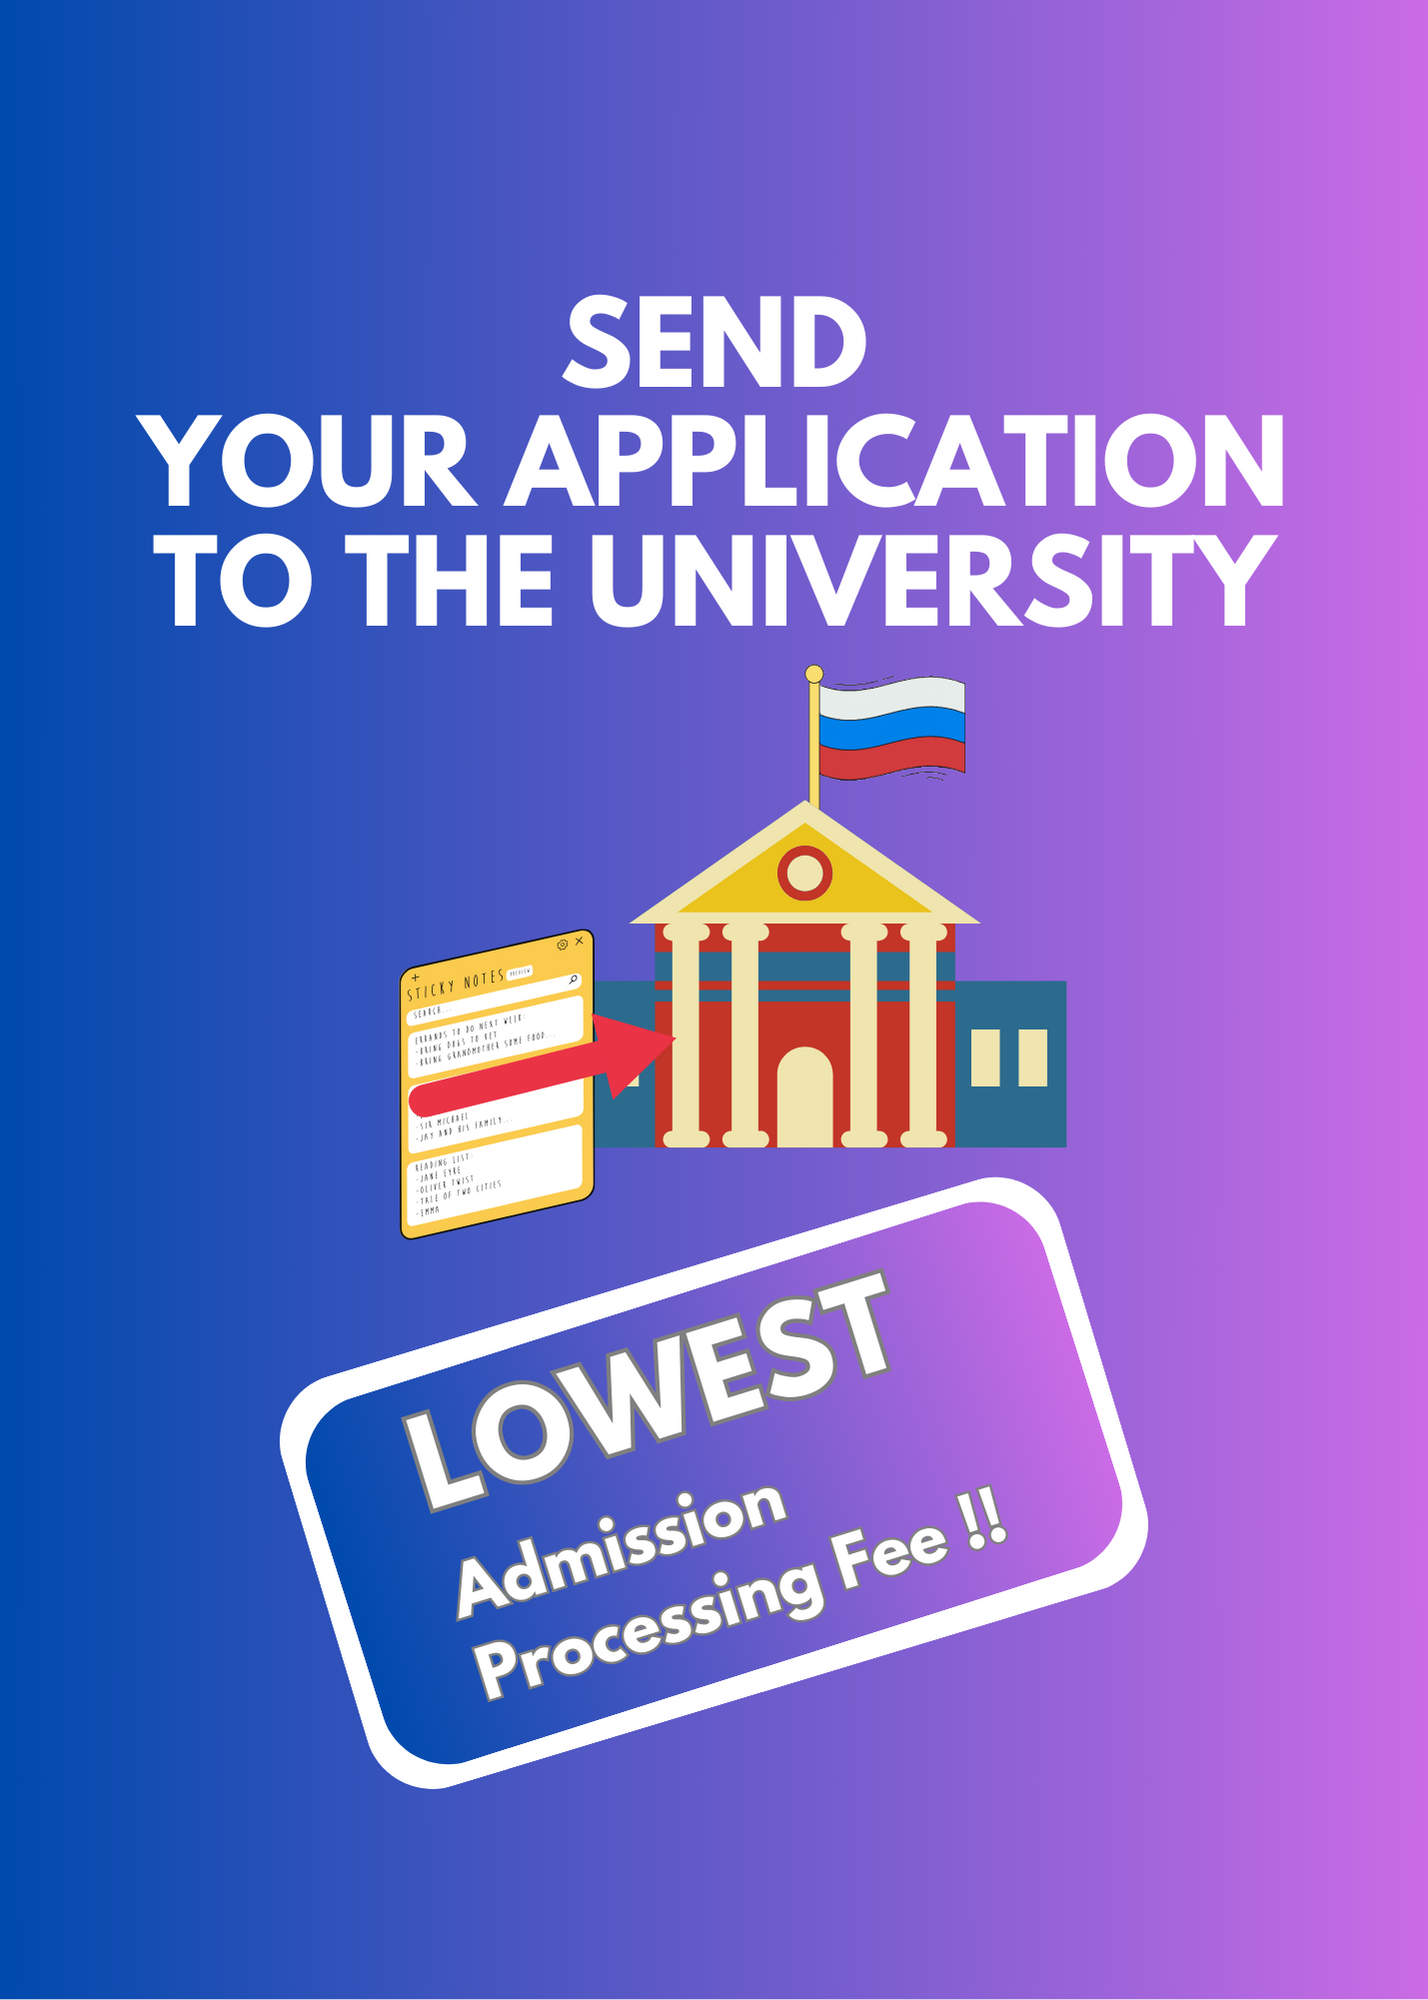 SEND
YOUR APPLICATION
TO THE UNIVERSITY
STICKY NOTES PREVIEW
SEARCH...
ERRANDS TO DO NEXT WEEK:
-BRING DOGS TO VET
-BRING GRANDMOTHER SOME FOOD...
-SIR MICHAEL
-JAY AND HIS FAMILY...
READING LIST:
-JANE EYRE
-OLIVER TWIST
-TALE OF TWO CITIES
-EMMA
LOWEST
Admission
Processing Fee !!